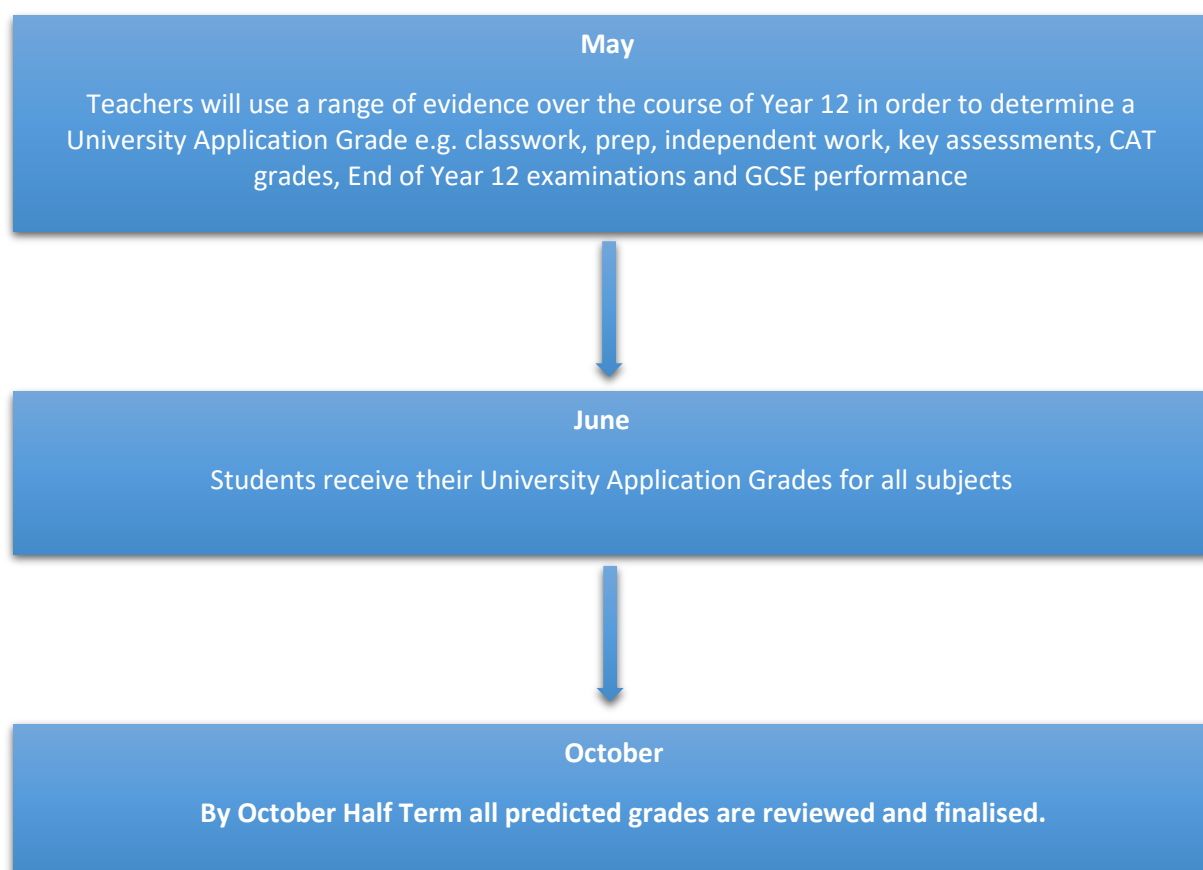 May
Teachers will use a range of evidence over the course of Year 12 in order to determine a
University Application Grade e.g. classwork, prep, independent work, key assessments, CAT
grades, End of Year 12 examinations and GCSE performance
June
Students receive their University Application Grades for all subjects
October
By October Half Term all predicted grades are reviewed and finalised.